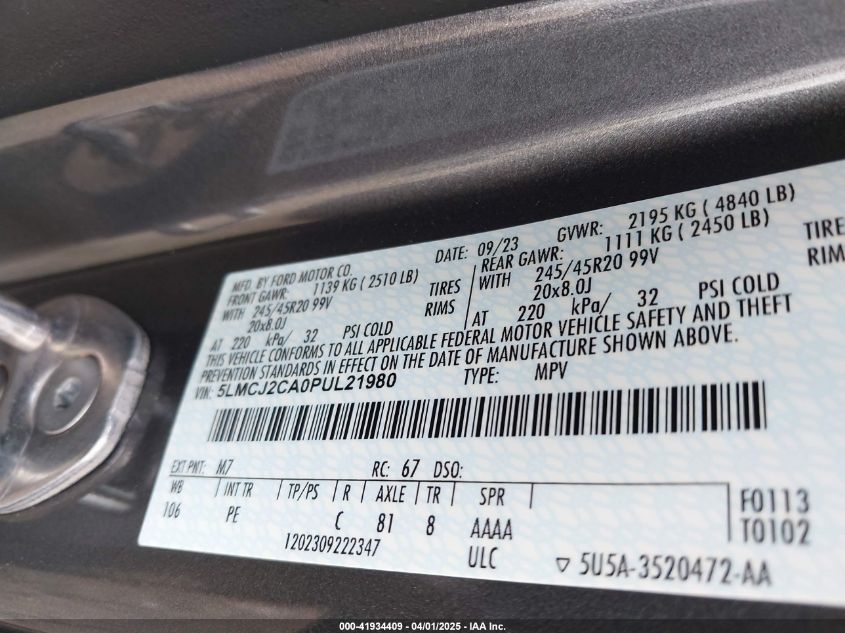 MFD. BY FORD MOTOR CO. DATE: 09/23 GVWR: 2195 KG ( 4840 LB)
FRONT GAWR: 1139 KG ( 2510 LB) REAR GAWR: 1111 KG ( 2450 LB)
WITH 245/45R20 99V TIRES WITH 245/45R20 99V TIRE
20x8.0J RIMS 20x8.0J RIM
AT 220 kPa/ 32 PSI COLD AT 220 kPa/ 32 PSI COLD
THIS VEHICLE CONFORMS TO ALL APPLICABLE FEDERAL MOTOR VEHICLE SAFETY AND THEFT
PREVENTION STANDARDS IN EFFECT ON THE DATE OF MANUFACTURE SHOWN ABOVE.
VIN: 5LMCJ2CA0PUL21980 TYPE: MPV
EXT PNT: M7 RC: 67 DSO:
WB INT TR TP/PS R AXLE TR SPR F0113
106 PE C 81 8 AAAA T0102
1202309222347 ULC ▽ 5U5A-3520472-AA
000-41934409 - 04/01/2025 - IAA Inc.